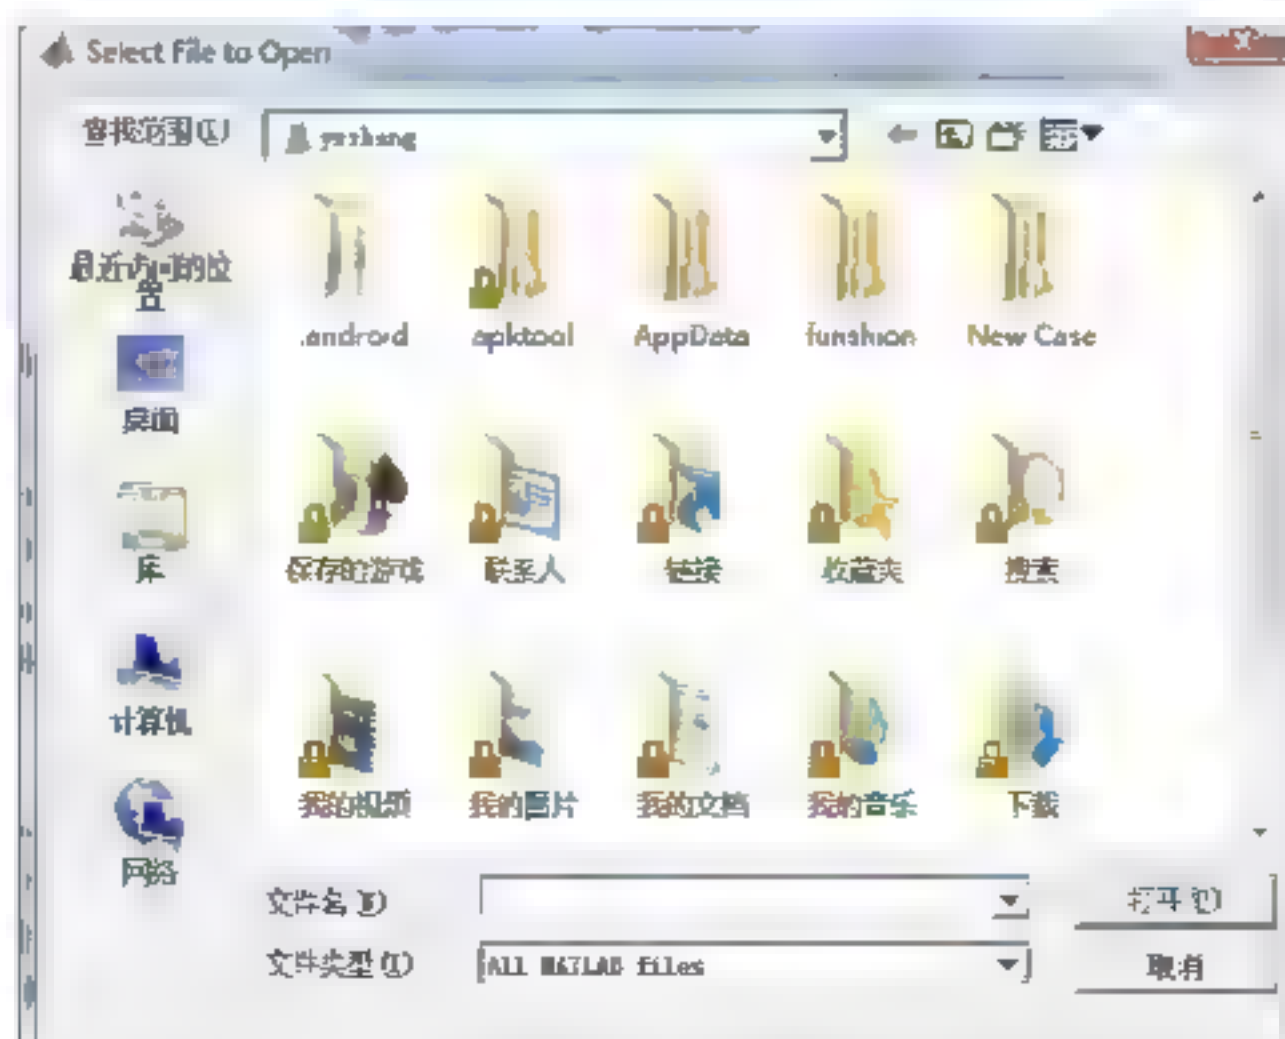 Select File to Open
查找范围(I)
最近访问的位
置
.android
apktool
AppData
funshion
New Case
桌面
保存的游戏
联系人
链接
收藏夹
搜索
库
计算机
我的视频
我的图片
我的文档
我的音乐
下载
网络
文件名(N)
打开(O)
文件类型(T)
All MATLAB files
取消